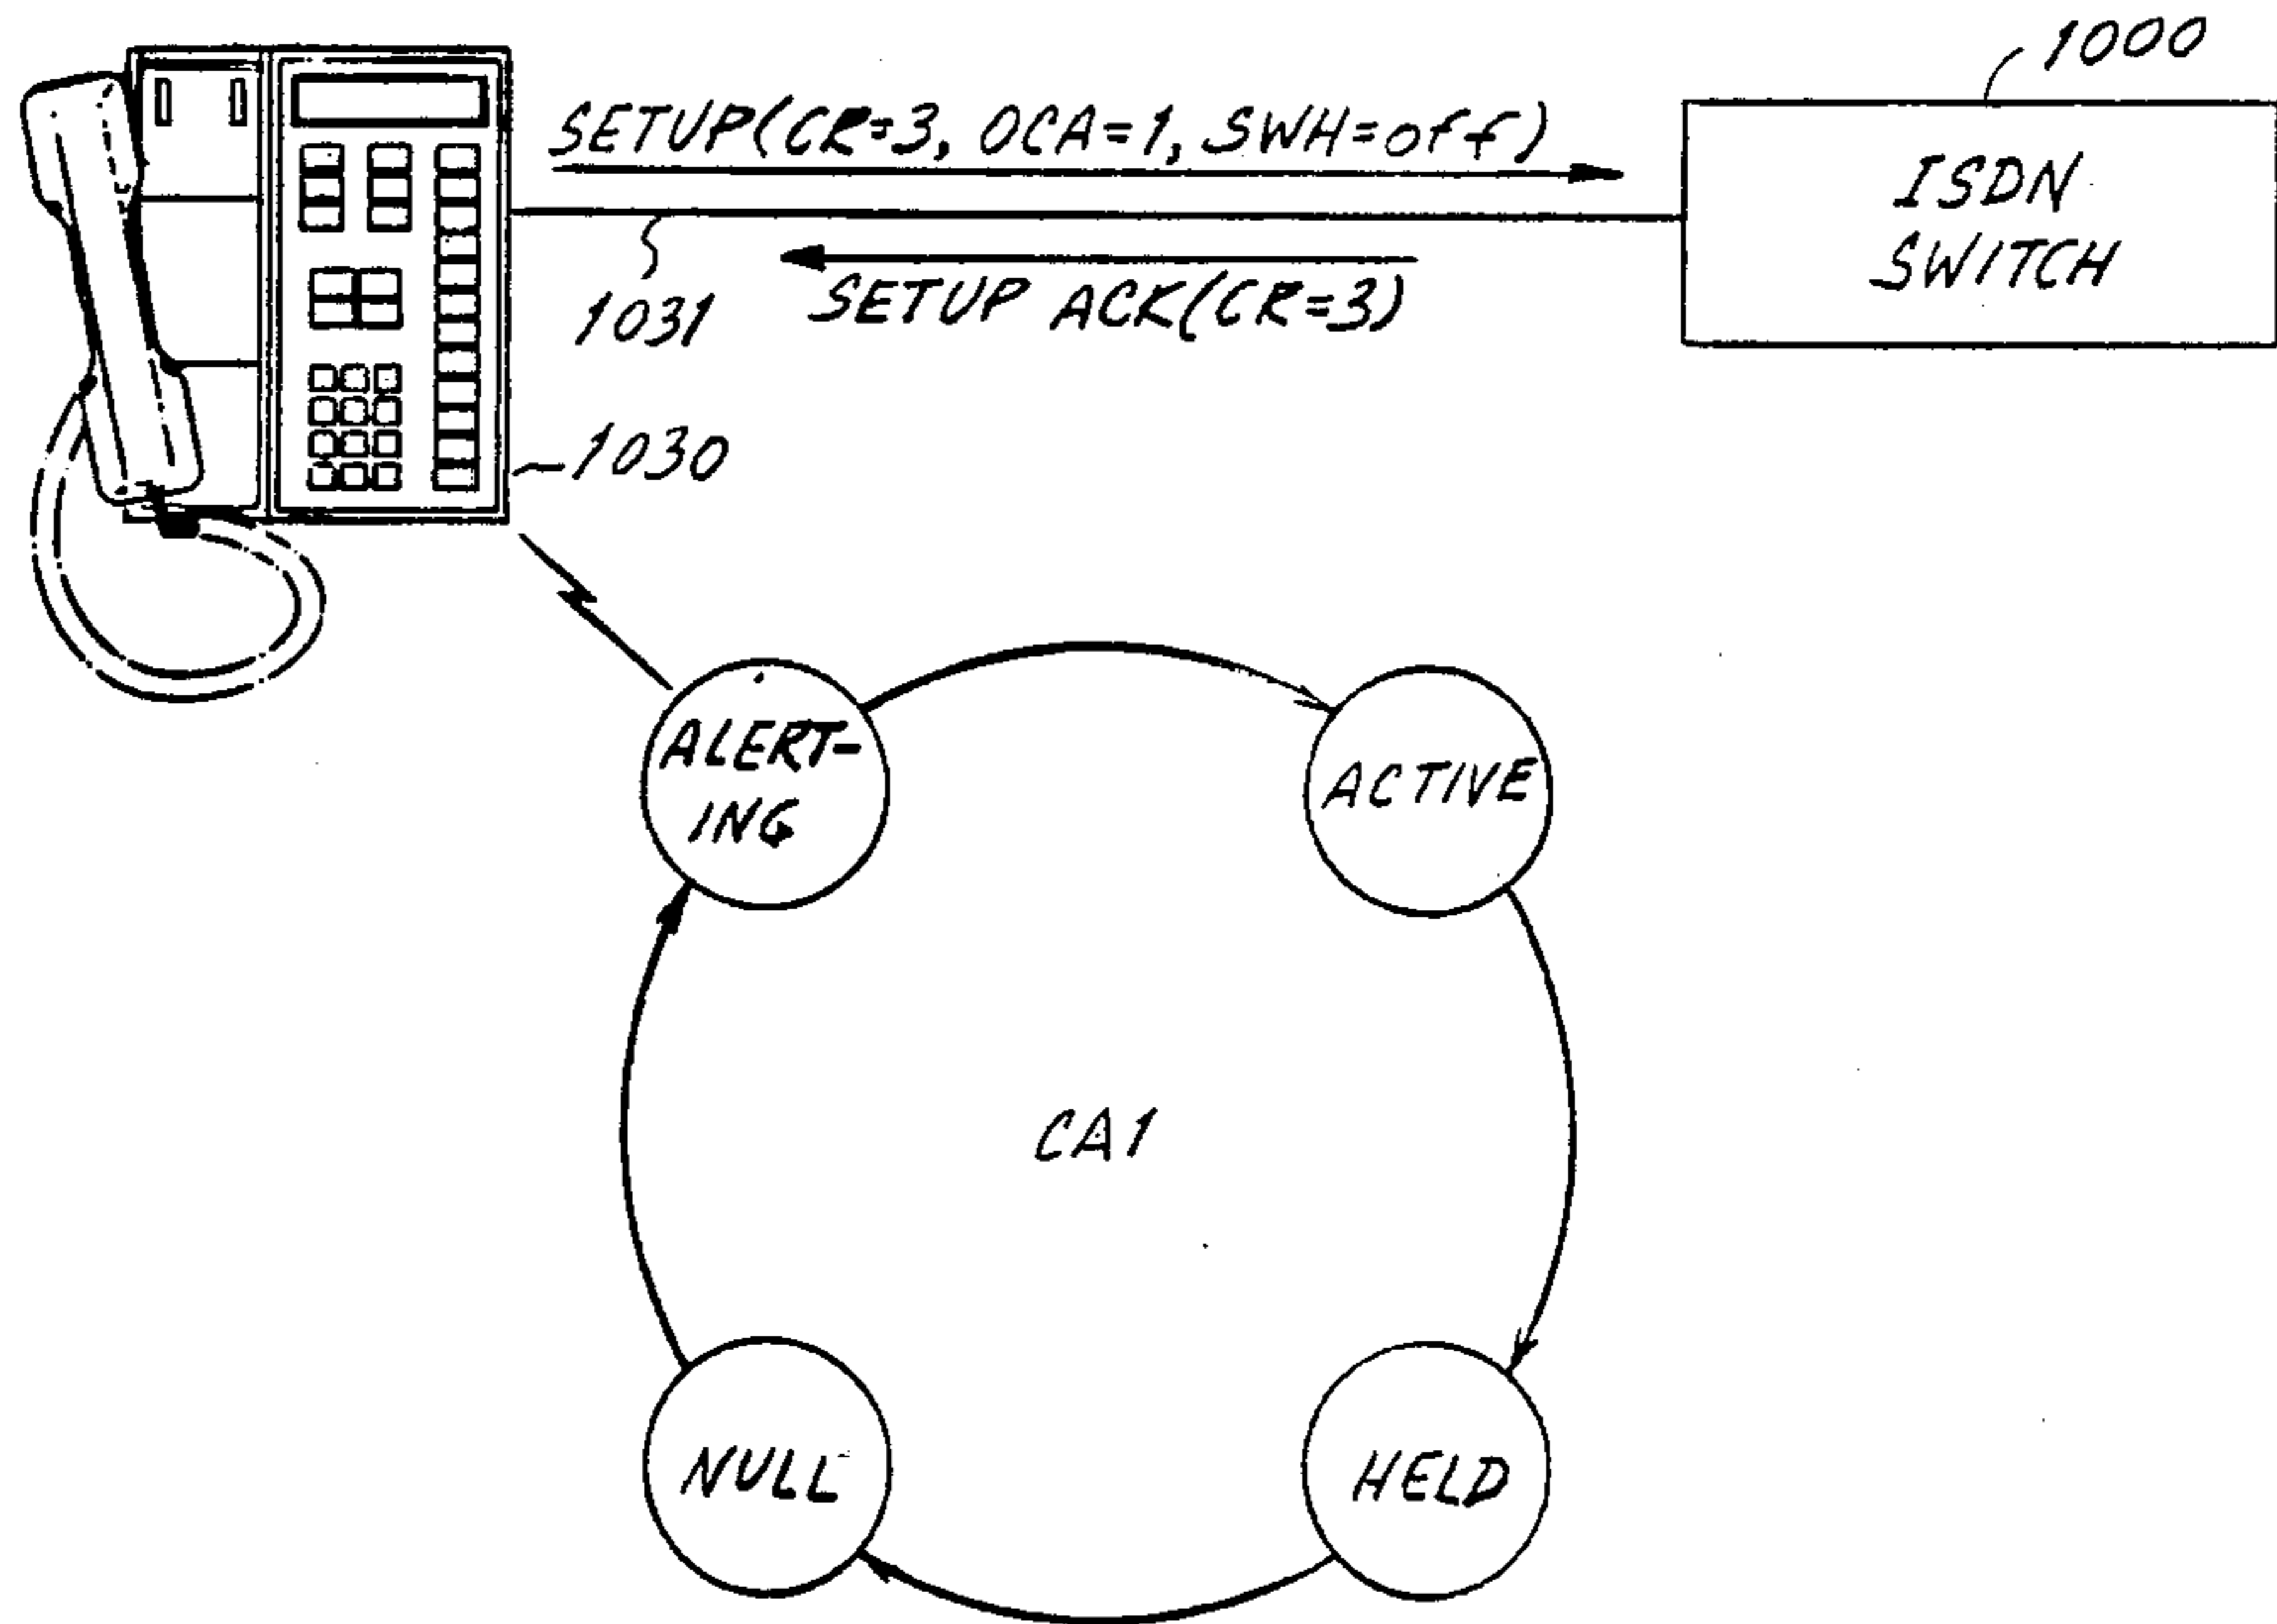 1000
SETUP(CR=3, OCA=1, SWH=off)
ISDN
SWITCH
SETUP ACK(CR=3)
1031
1030
ALERT-
ING
ACTIVE
CA1
NULL
HELD